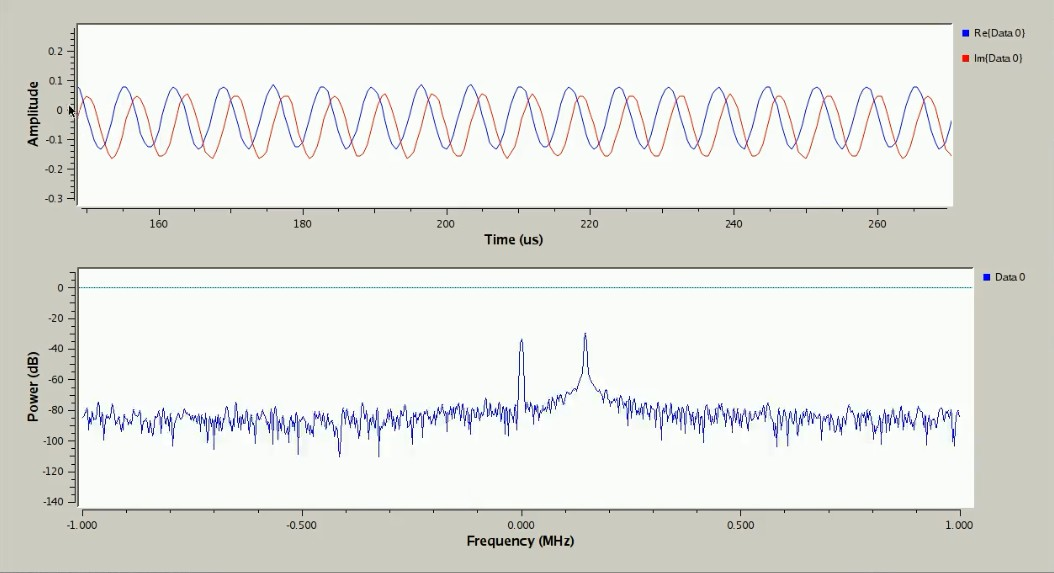 Re{Data 0}
Im{Data 0}
Amplitude
0.2
0.1
0
-0.1
-0.2
-0.3
160 180 200 220 240 260
Time (us)
Data 0
Power (dB)
0
-20
-40
-60
-80
-100
-120
-140
-1.000 -0.500 0.000 0.500 1.000
Frequency (MHz)